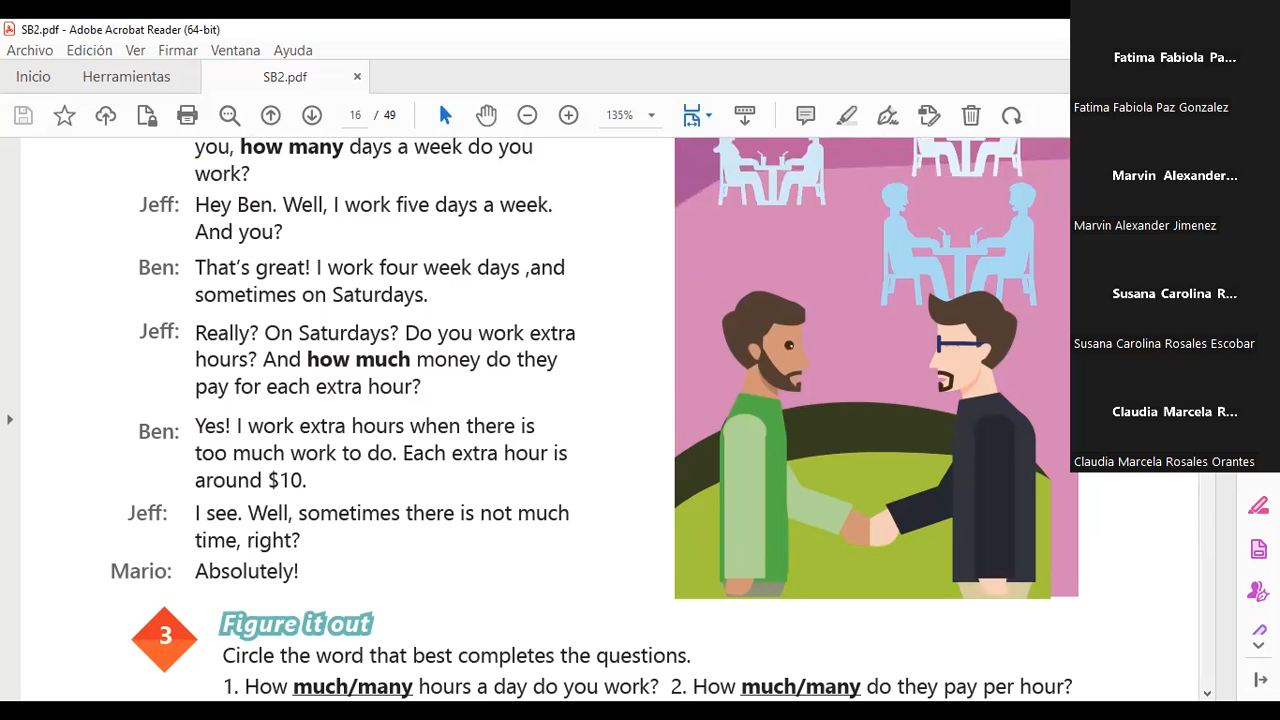 SB2.pdf - Adobe Acrobat Reader (64-bit)
Archivo Edición Ver Firmar Ventana Ayuda
Inicio Herramientas SB2.pdf ×
16 / 49 135%
you, how many days a week do you
work?
Jeff: Hey Ben. Well, I work five days a week.
And you?
Ben: That's great! I work four week days ,and
sometimes on Saturdays.
Jeff: Really? On Saturdays? Do you work extra
hours? And how much money do they
pay for each extra hour?
Ben: Yes! I work extra hours when there is
too much work to do. Each extra hour is
around $10.
Jeff: I see. Well, sometimes there is not much
time, right?
Mario: Absolutely!
3 Figure it out
Circle the word that best completes the questions.
1. How much/many hours a day do you work? 2. How much/many do they pay per hour?
Fatima Fabiola Pa...
Fatima Fabiola Paz Gonzalez
Marvin Alexander...
Marvin Alexander Jimenez
Susana Carolina R...
Susana Carolina Rosales Escobar
Claudia Marcela R...
Claudia Marcela Rosales Orantes